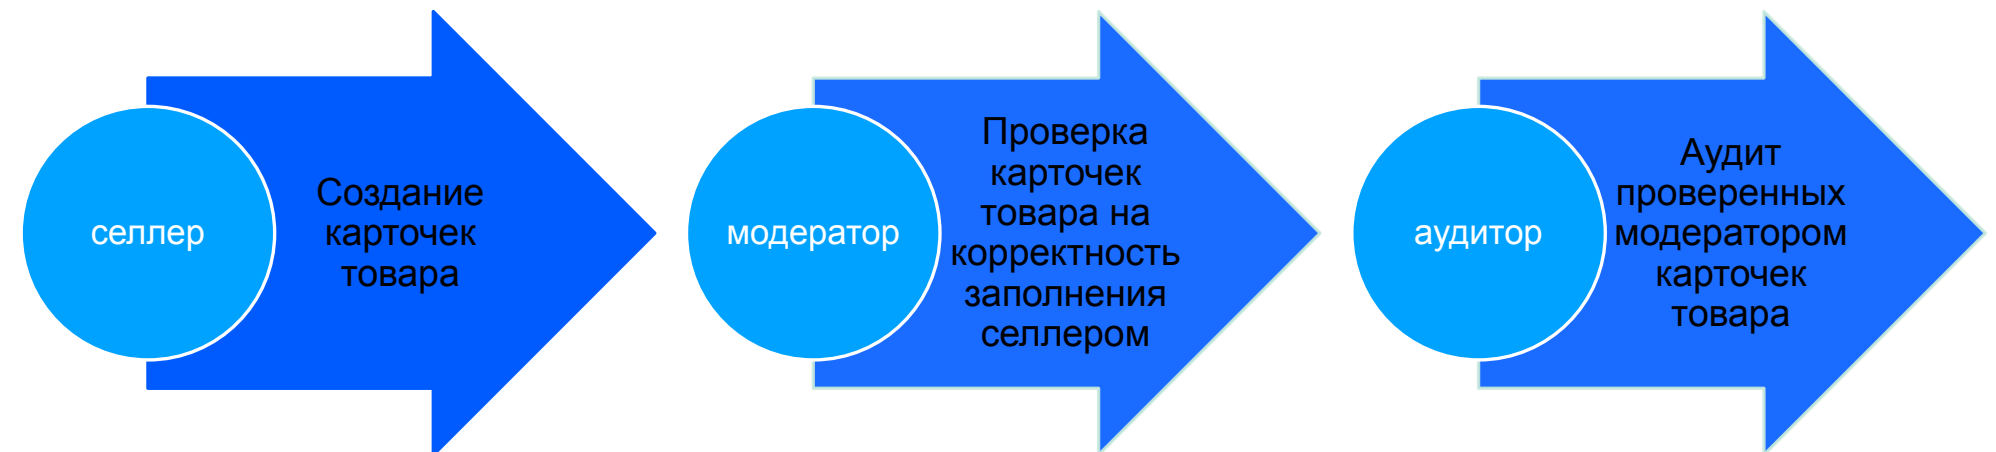 селлер
Создание
карточек
товара
модератор
Проверка
карточек
товара на
корректность
заполнения
селлером
аудитор
Аудит
проверенных
модератором
карточек
товара